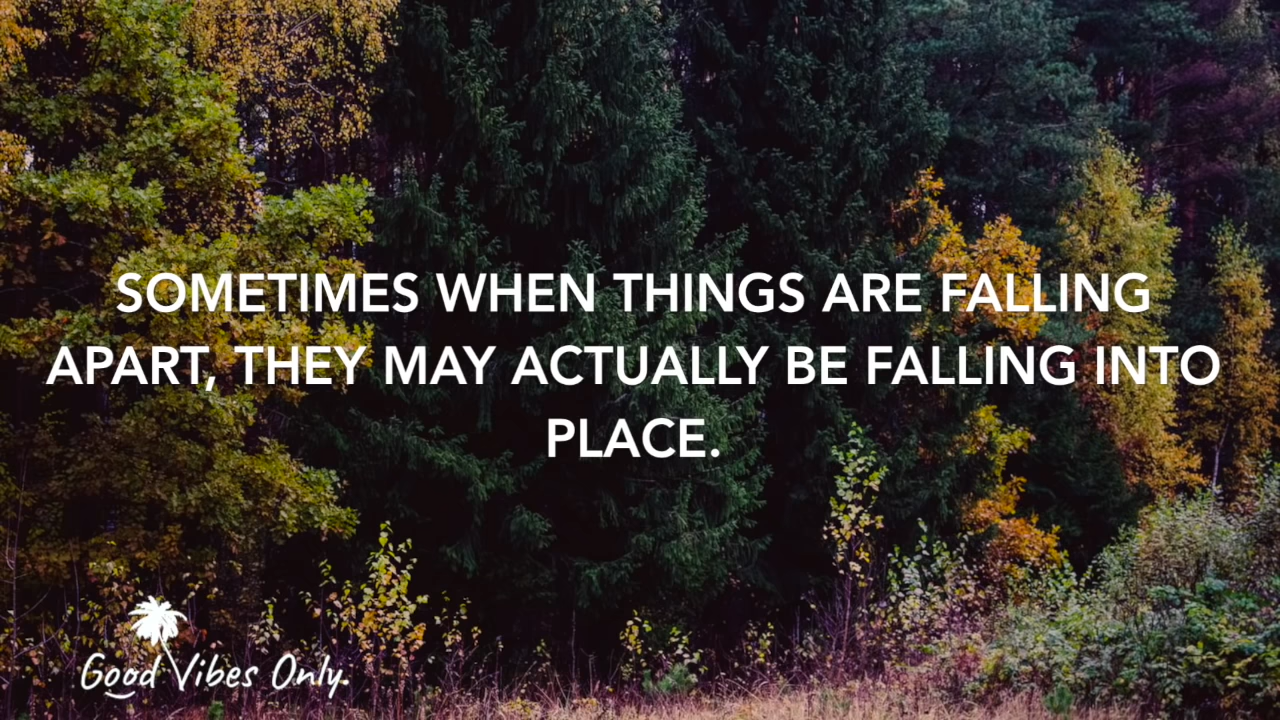 SOMETIMES WHEN THINGS ARE FALLING
APART, THEY MAY ACTUALLY BE FALLING INTO
PLACE.
Good Vibes Only.